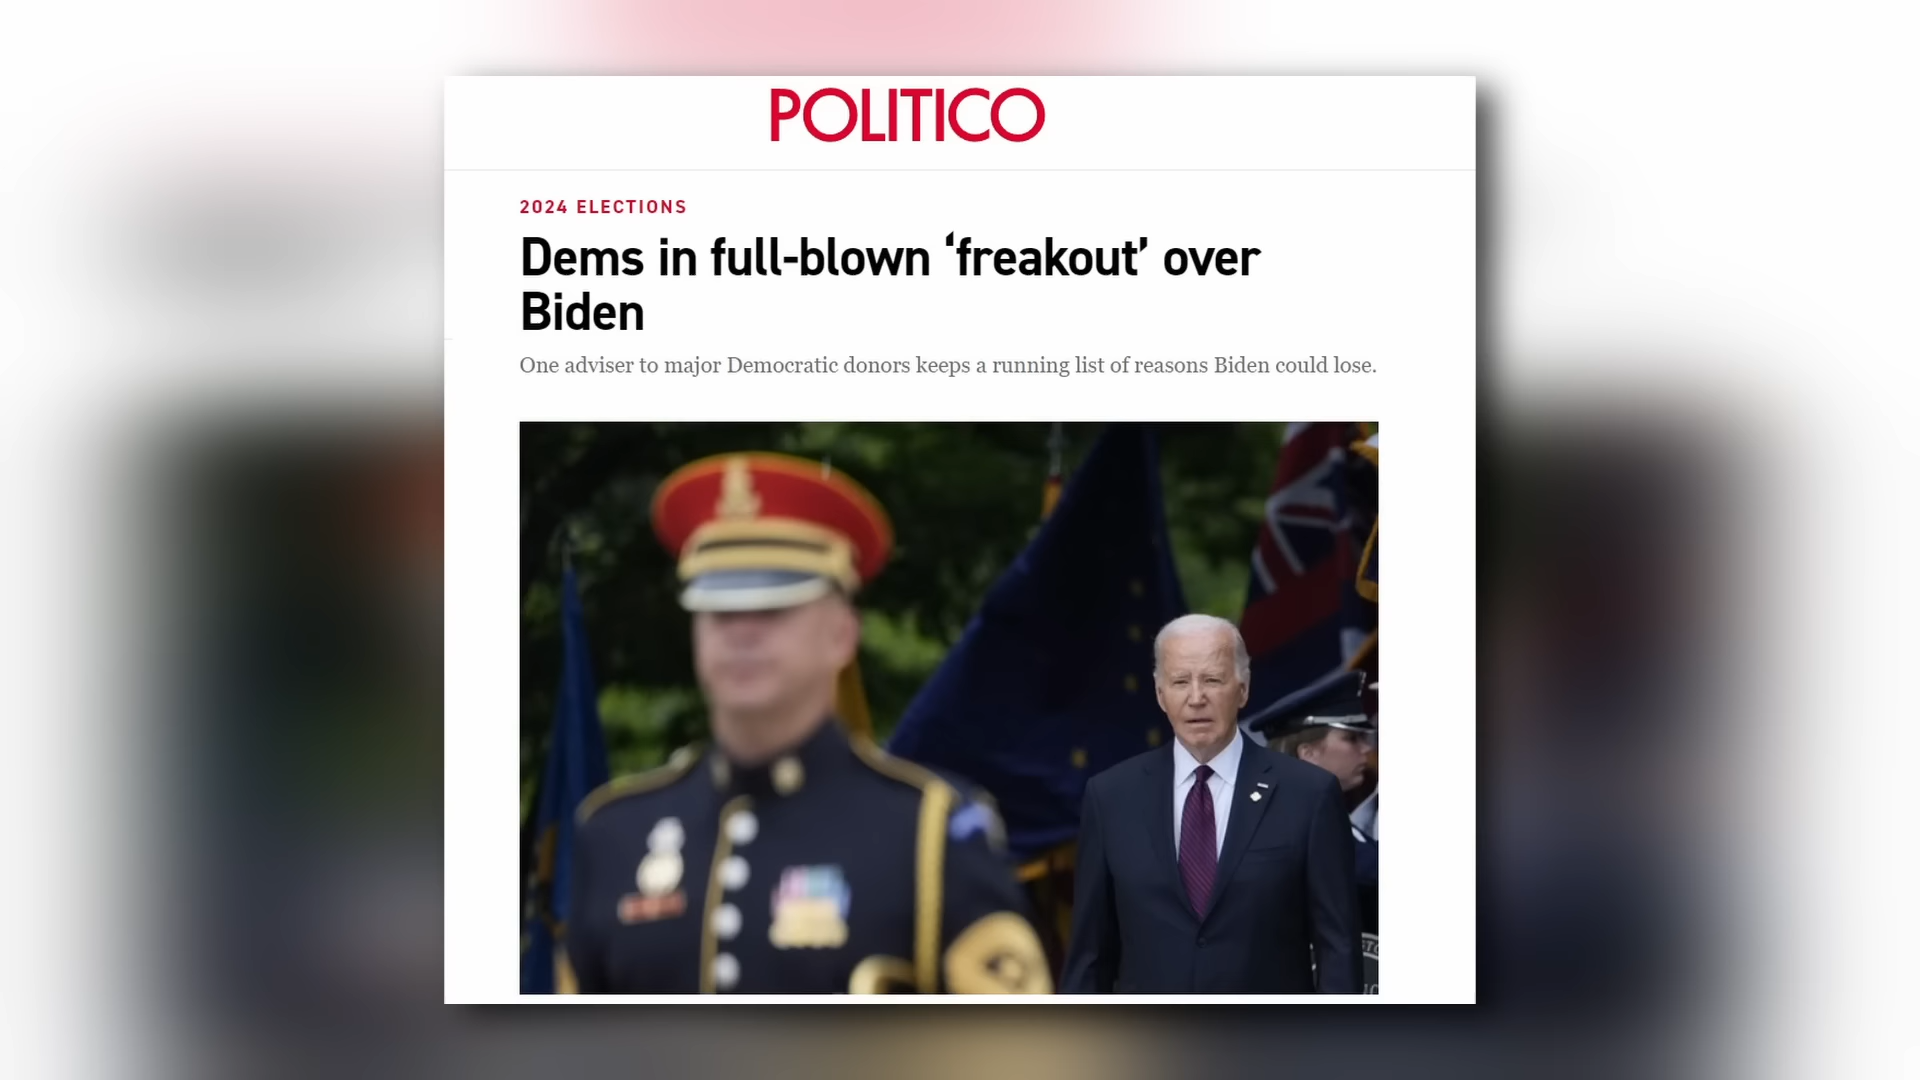 POLITICO
2024 ELECTIONS
Dems in full-blown ‘freakout’ over
Biden
One adviser to major Democratic donors keeps a running list of reasons Biden could lose.